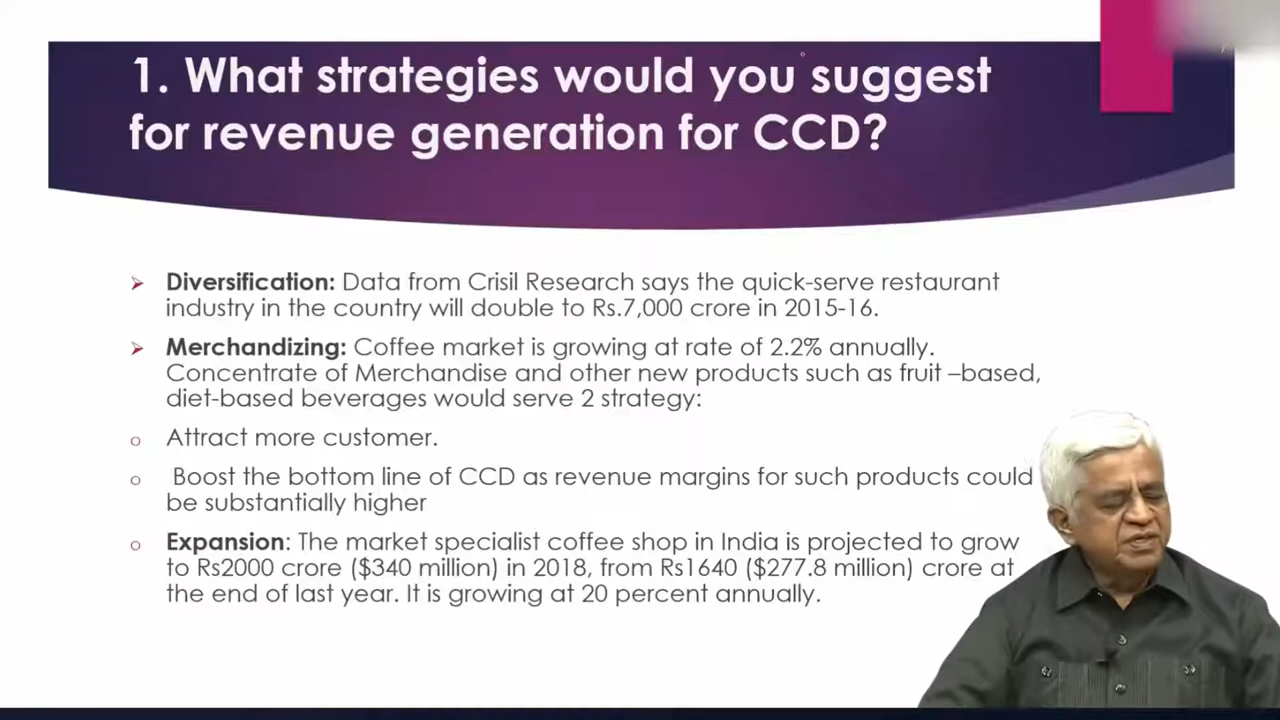 1. What strategies would you suggest
for revenue generation for CCD?
➢ Diversification: Data from Crisil Research says the quick-serve restaurant
industry in the country will double to Rs.7,000 crore in 2015-16.
➢ Merchandizing: Coffee market is growing at rate of 2.2% annually.
Concentrate of Merchandise and other new products such as fruit –based,
diet-based beverages would serve 2 strategy:
o Attract more customer.
o Boost the bottom line of CCD as revenue margins for such products could
be substantially higher
o Expansion: The market specialist coffee shop in India is projected to grow
to Rs2000 crore ($340 million) in 2018, from Rs1640 ($277.8 million) crore at
the end of last year. It is growing at 20 percent annually.